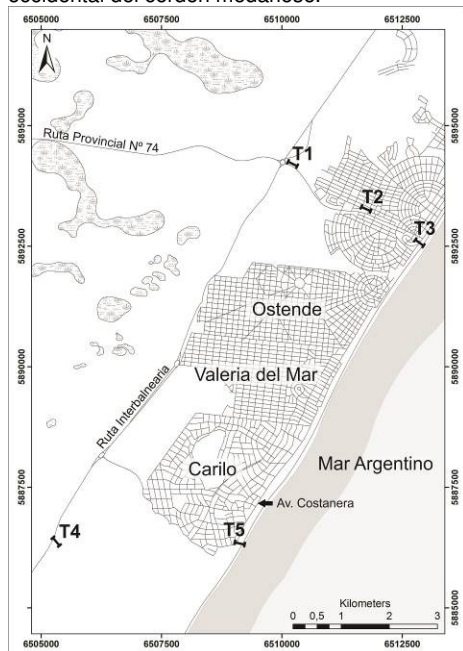 occidental del cordón medanoso.
6505000 6507500 6510000 6512500
N
5895000 5895000
Ruta Provincial Nº 74
T1
T2
T3
5892500 5892500
Ostende
5890000 5890000
Valeria del Mar
Ruta Interbalnearia
Carilo
Mar Argentino
5887500 5887500
Av. Costanera
T4
T5
Kilometers
0 0,5 1 2 3
5885000 5885000
6505000 6507500 6510000 6512500